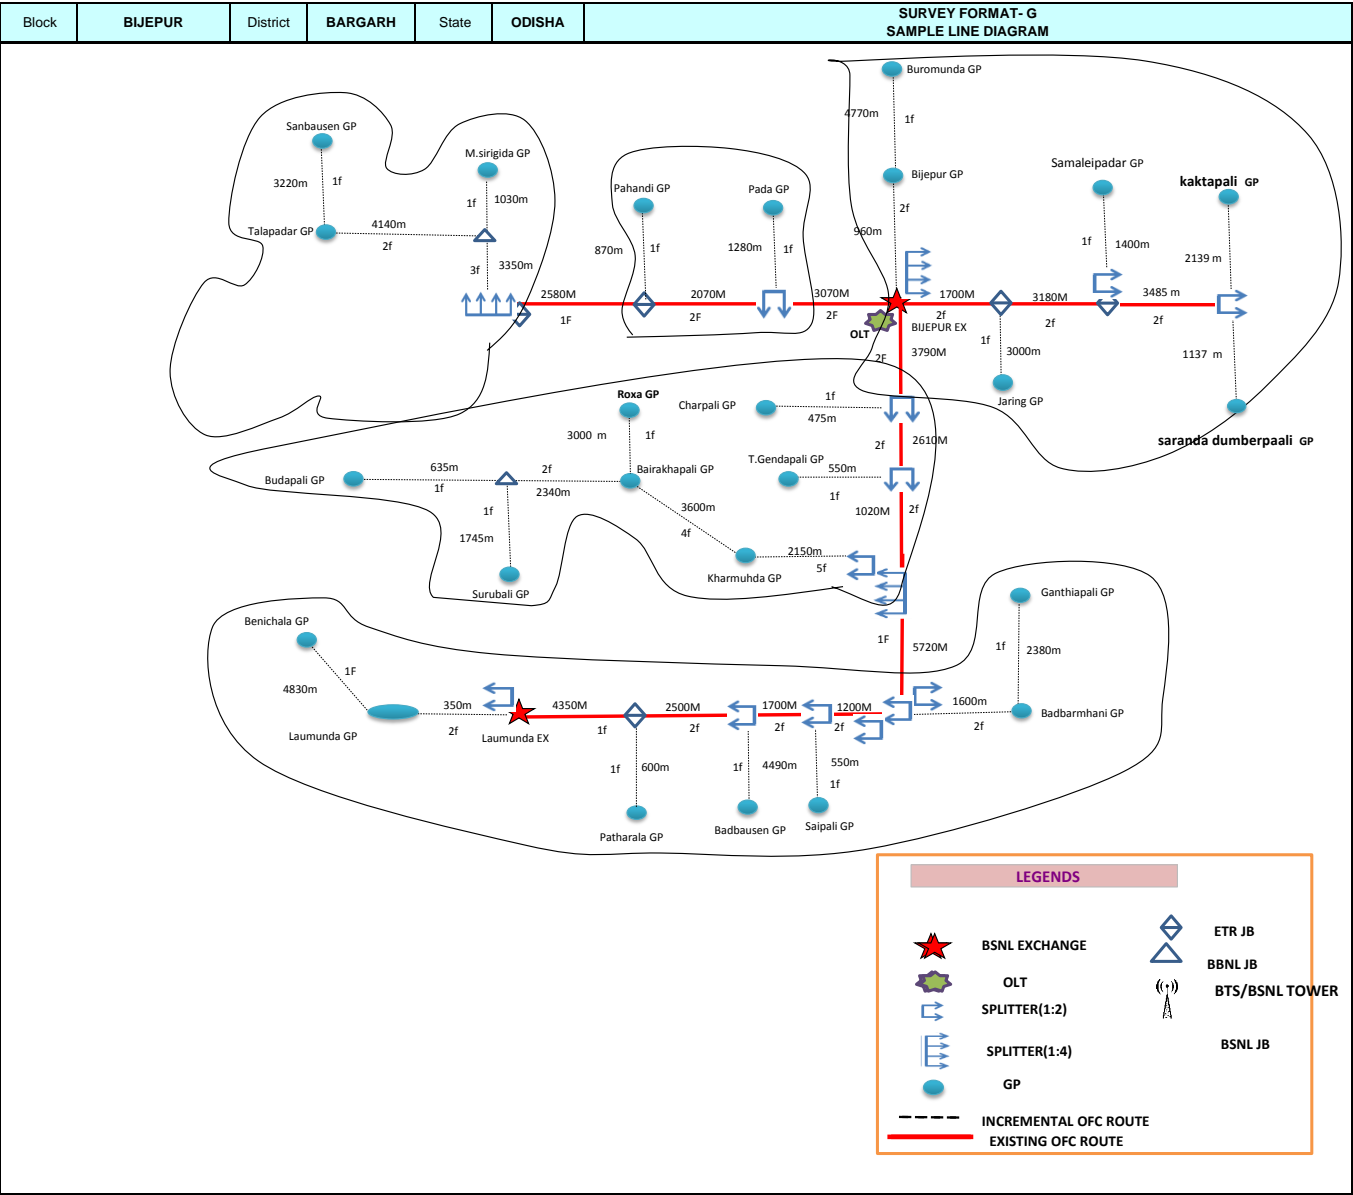 Block BIJEPUR District BARGARH State ODISHA SURVEY FORMAT- G
SAMPLE LINE DIAGRAM
Buromunda GP
4770m 1f
Sanbausen GP
M.sirigida GP
3220m 1f
1f 1030m
Talapadar GP
4140m
2f
3f 3350m
2580M
1F
Pahandi GP
870m 1f
2070M
2F
Pada GP
1280m 1f
3070M
2F
Bijepur GP
2f
960m
OLT
BIJEPUR EX
1700M
2f
Samaleipadar GP
1f 1400m
3180M
2f
kaktapali GP
2139 m
3485 m
2f
1f
3000m
Jaring GP
1137 m
saranda dumberpaali GP
2F 3790M
Charpali GP
1f
475m
2f 2610M
T.Gendapali GP
550m
1f
1020M 2f
Roxa GP
3000 m 1f
Bairakhapali GP
Budapali GP
635m
1f
2f
2340m
1f
1745m
Surubali GP
3600m
4f
Kharmuhda GP
2150m
5f
1F 5720M
Ganthiapali GP
1f 2380m
Badbarmhani GP
1600m
2f
Benichala GP
1F
4830m
Laumunda GP
350m
2f
Laumunda EX
4350M
1f
2500M
2f
1700M
2f
1200M
2f
1f 600m
Patharala GP
1f 4490m
Badbausen GP
550m
1f
Saipali GP
LEGENDS
BSNL EXCHANGE
OLT
SPLITTER(1:2)
SPLITTER(1:4)
GP
INCREMENTAL OFC ROUTE
EXISTING OFC ROUTE
ETR JB
BBNL JB
BTS/BSNL TOWER
BSNL JB